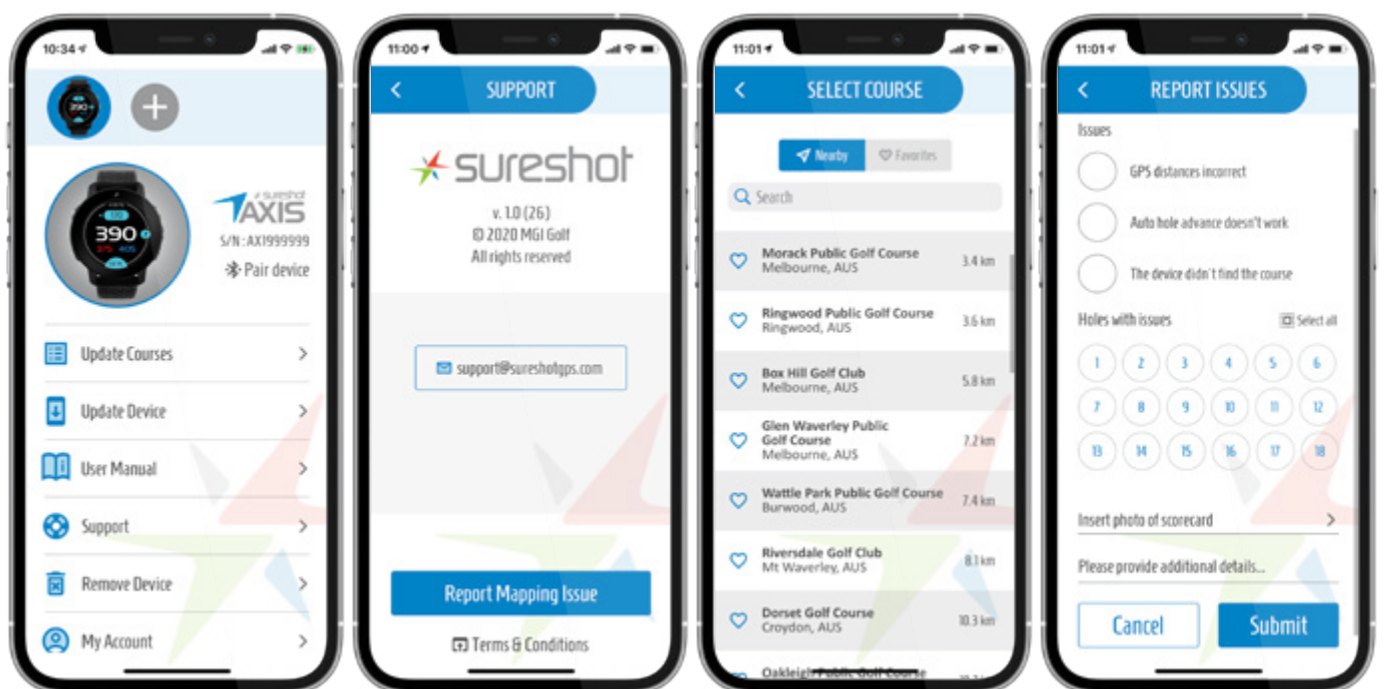 10:34
390
sureshot
AXIS
S/N: AX1999999
Pair device
Update Courses
Update Device
User Manual
Support
Remove Device
My Account
11:00
SUPPORT
sureshot
v. 1.0 (26)
© 2020 MGI Golf
All rights reserved
support@sureshotgps.com
Report Mapping Issue
Terms & Conditions
11:01
SELECT COURSE
Nearby
Favorites
Search
Morack Public Golf Course
Melbourne, AUS
3.4 km
Ringwood Public Golf Course
Ringwood, AUS
3.6 km
Box Hill Golf Club
Melbourne, AUS
5.8 km
Glen Waverley Public
Golf Course
Melbourne, AUS
7.2 km
Wattle Park Public Golf Course
Burwood, AUS
7.4 km
Riversdale Golf Club
Mt Waverley, AUS
8.1 km
Dorset Golf Course
Croydon, AUS
10.3 km
Oakleigh Public Golf Course
11:01
REPORT ISSUES
Issues
GPS distances incorrect
Auto hole advance doesn't work
The device didn't find the course
Holes with issues
Select all
1 2 3 4 5 6
7 8 9 10 11 12
13 14 15 16 17 18
Insert photo of scorecard
Please provide additional details...
Cancel
Submit